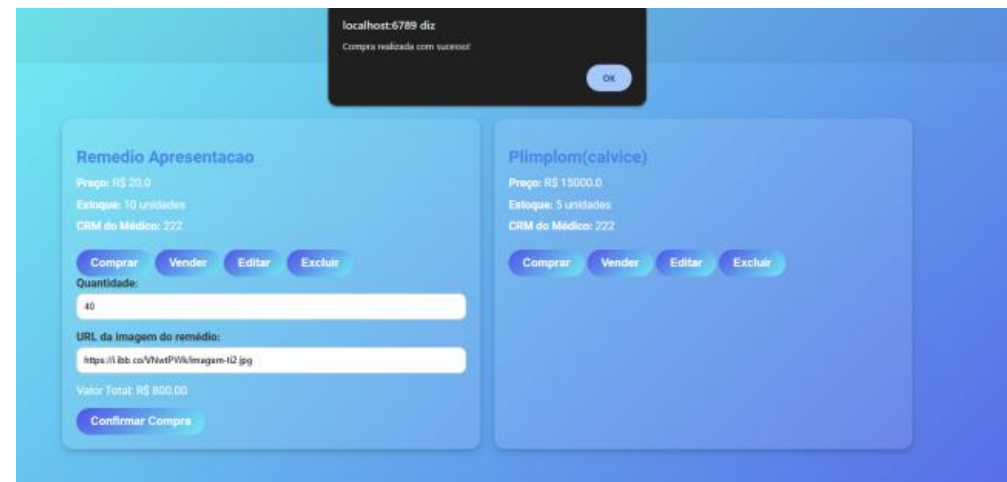 localhost:6789 diz
Compra realizada com sucesso!
OK
Remedio Apresentacao
Preço: R$ 20.0
Estoque: 10 unidades
CRM do Médico: 222
Comprar Vender Editar Excluir
Quantidade:
40
URL da imagem do remédio:
https://i.ibb.co/VNwtPWk/imagem-ti2.jpg
Valor Total: R$ 800.00
Confirmar Compra
Plimplom(calvice)
Preço: R$ 15000.0
Estoque: 5 unidades
CRM do Médico: 222
Comprar Vender Editar Excluir